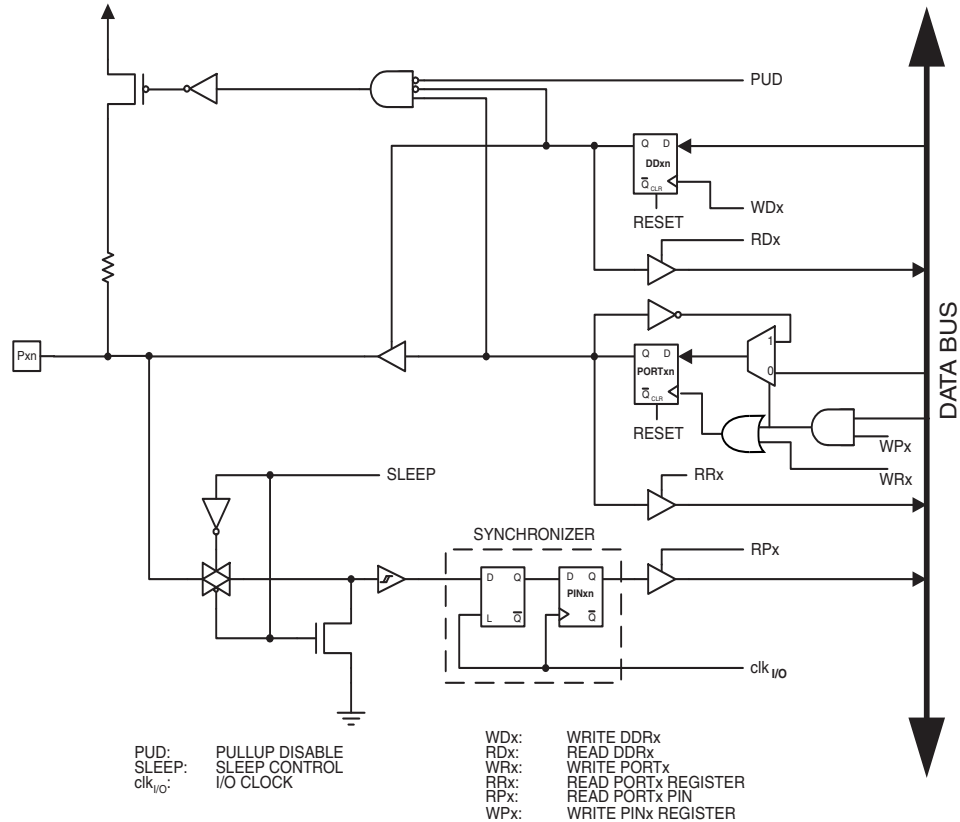 PUD
Q D
DDxn
Q CLR
WDx
RESET
RDx
Pxn
1
Q D
PORTxn
0
Q CLR
RESET
WPx
WRx
RRx
SLEEP
SYNCHRONIZER
RPx
D Q
L Q
D Q
PINxn
Q
clk I/O
DATA BUS
PUD: PULLUP DISABLE
SLEEP: SLEEP CONTROL
clkI/O: I/O CLOCK
WDx: WRITE DDRx
RDx: READ DDRx
WRx: WRITE PORTx
RRx: READ PORTx REGISTER
RPx: READ PORTx PIN
WPx: WRITE PINx REGISTER